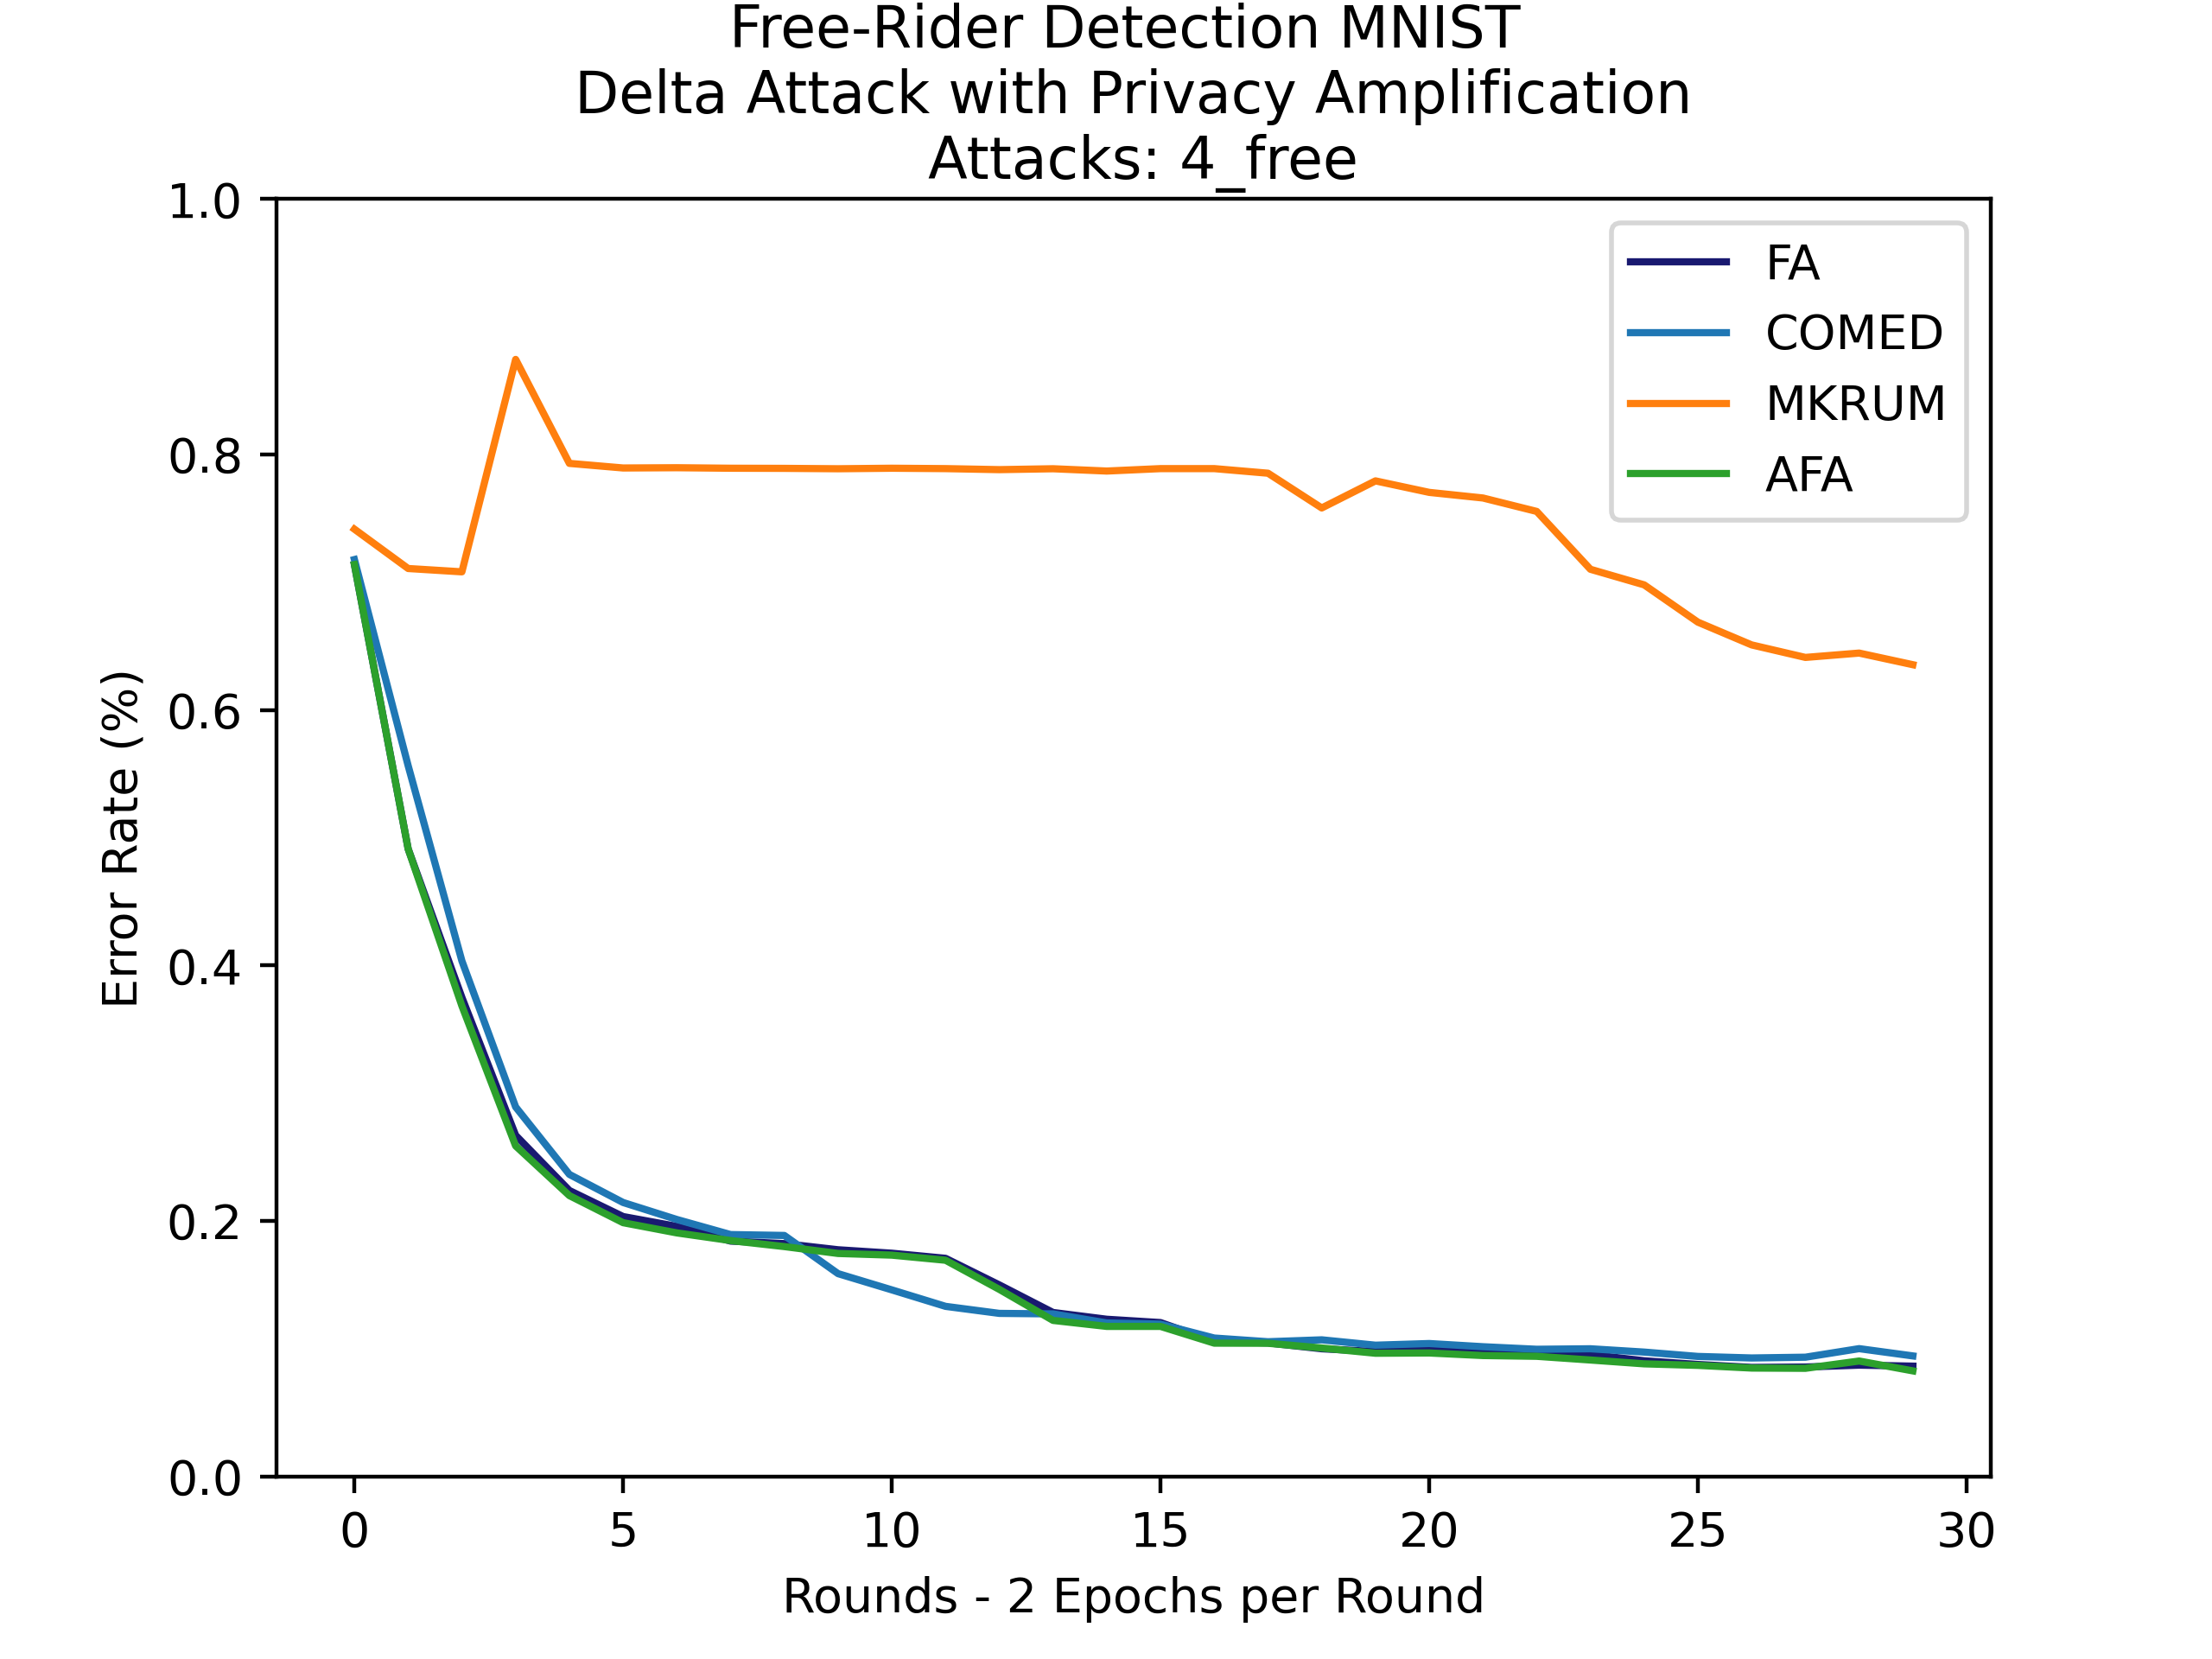 Free-Rider Detection MNIST
Delta Attack with Privacy Amplification
Attacks: 4_free
FA
COMED
MKRUM
AFA
Error Rate (%)
1.0
0.8
0.6
0.4
0.2
0.0
0 5 10 15 20 25 30
Rounds - 2 Epochs per Round